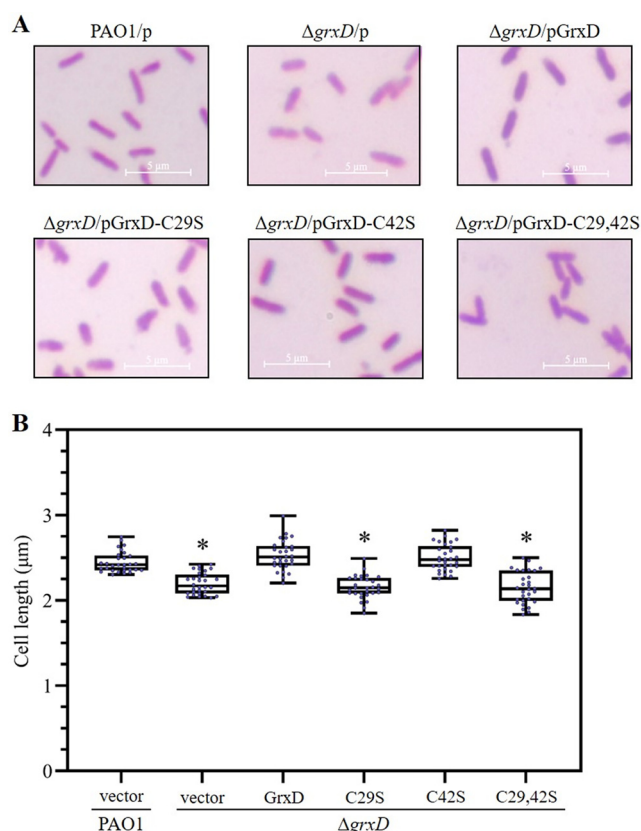 A
PAO1/p
ΔgrxD/p
ΔgrxD/pGrxD
5 μm
5 μm
5 μm
ΔgrxD/pGrxD-C29S
ΔgrxD/pGrxD-C42S
ΔgrxD/pGrxD-C29,42S
5 μm
5 μm
5 μm
B
Cell length (μm)
4
3
2
1
0
*
*
*
vector
vector
GrxD
C29S
C42S
C29,42S
PAO1
ΔgrxD